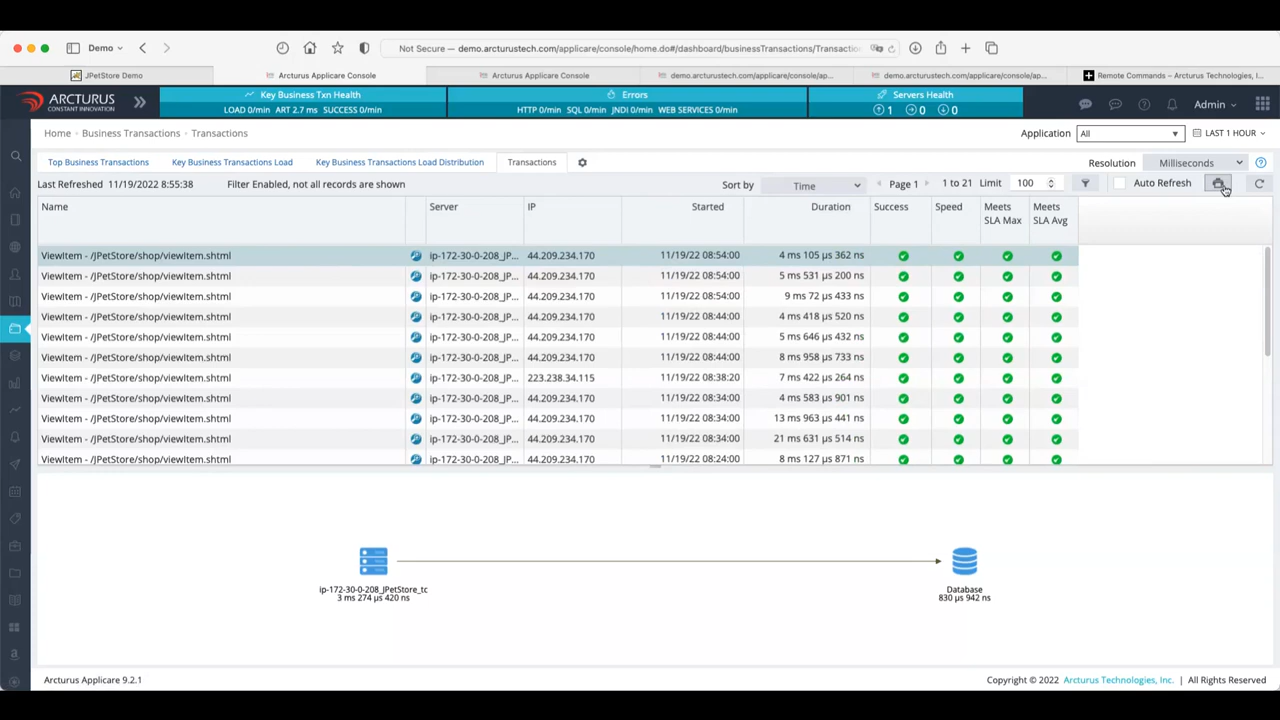 Demo
Not Secure — demo.arcturustech.com/applicare/console/home.do#/dashboard/businessTransactions/Transactio
JPetStore Demo
Arcturus Applicare Console
Arcturus Applicare Console
demo.arcturustech.com/applicare/console/ap...
demo.arcturustech.com/applicare/console/ap...
Remote Commands – Arcturus Technologies, I...
ARCTURUS
CONSTANT INNOVATION
Key Business Txn Health
LOAD 0/min ART 2.7 ms SUCCESS 0/min
Errors
HTTP 0/min SQL 0/min JNDI 0/min WEB SERVICES 0/min
Servers Health
1 0 0
Admin
Home - Business Transactions - Transactions
Application All LAST 1 HOUR
Top Business Transactions Key Business Transactions Load Key Business Transactions Load Distribution Transactions
Resolution Milliseconds
Last Refreshed 11/19/2022 8:55:38 Filter Enabled, not all records are shown
Sort by Time Page 1 1 to 21 Limit 100 Auto Refresh
Name Server IP Started Duration Success Speed Meets SLA Max Meets SLA Avg
ViewItem - /JPetStore/shop/viewItem.shtml ip-172-30-0-208_JP... 44.209.234.170 11/19/22 08:54:00 4 ms 105 µs 362 ns
ViewItem - /JPetStore/shop/viewItem.shtml ip-172-30-0-208_JP... 44.209.234.170 11/19/22 08:54:00 5 ms 531 µs 200 ns
ViewItem - /JPetStore/shop/viewItem.shtml ip-172-30-0-208_JP... 44.209.234.170 11/19/22 08:54:00 9 ms 72 µs 433 ns
ViewItem - /JPetStore/shop/viewItem.shtml ip-172-30-0-208_JP... 44.209.234.170 11/19/22 08:44:00 4 ms 418 µs 520 ns
ViewItem - /JPetStore/shop/viewItem.shtml ip-172-30-0-208_JP... 44.209.234.170 11/19/22 08:44:00 5 ms 646 µs 432 ns
ViewItem - /JPetStore/shop/viewItem.shtml ip-172-30-0-208_JP... 44.209.234.170 11/19/22 08:44:00 8 ms 958 µs 733 ns
ViewItem - /JPetStore/shop/viewItem.shtml ip-172-30-0-208_JP... 223.238.34.115 11/19/22 08:38:20 7 ms 422 µs 264 ns
ViewItem - /JPetStore/shop/viewItem.shtml ip-172-30-0-208_JP... 44.209.234.170 11/19/22 08:34:00 4 ms 583 µs 901 ns
ViewItem - /JPetStore/shop/viewItem.shtml ip-172-30-0-208_JP... 44.209.234.170 11/19/22 08:34:00 13 ms 963 µs 441 ns
ViewItem - /JPetStore/shop/viewItem.shtml ip-172-30-0-208_JP... 44.209.234.170 11/19/22 08:34:00 21 ms 631 µs 514 ns
ViewItem - /JPetStore/shop/viewItem.shtml ip-172-30-0-208_JP... 44.209.234.170 11/19/22 08:24:00 8 ms 127 µs 871 ns
ip-172-30-0-208_JPetStore_tc
3 ms 274 µs 420 ns
Database
830 µs 942 ns
Arcturus Applicare 9.2.1
Copyright © 2022 Arcturus Technologies, Inc. | All Rights Reserved